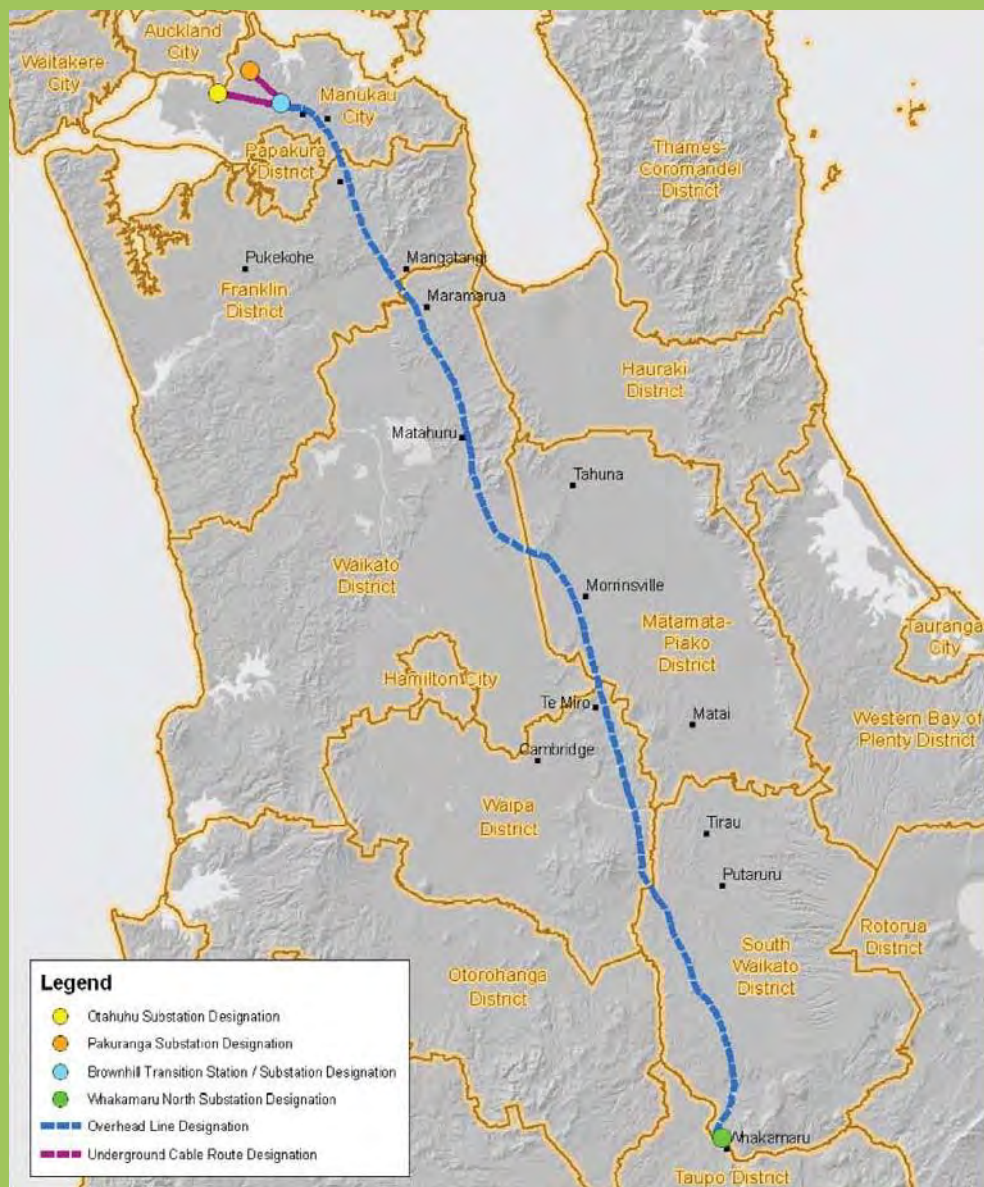 Auckland
City
Waitakere
City
Manukau
City
Papakura
District
Thames-
Coromandel
District
Pukekohe
Mangatangi
Franklin
District
Maramarua
Hauraki
District
Matahuru
Tahuna
Waikato
District
Morrinsville
Matamata-
Piako
District
Tauranga
City
Hamilton City
Te Miro
Matai
Western Bay of
Plenty District
Cambridge
Waipa
District
Tirau
Putaruru
Rotorua
District
South
Waikato
District
Otorohanga
District
Whakamaru
Taupo District
Legend
Otahuhu Substation Designation
Pakuranga Substation Designation
Brownhill Transition Station / Substation Designation
Whakamaru North Substation Designation
Overhead Line Designation
Underground Cable Route Designation